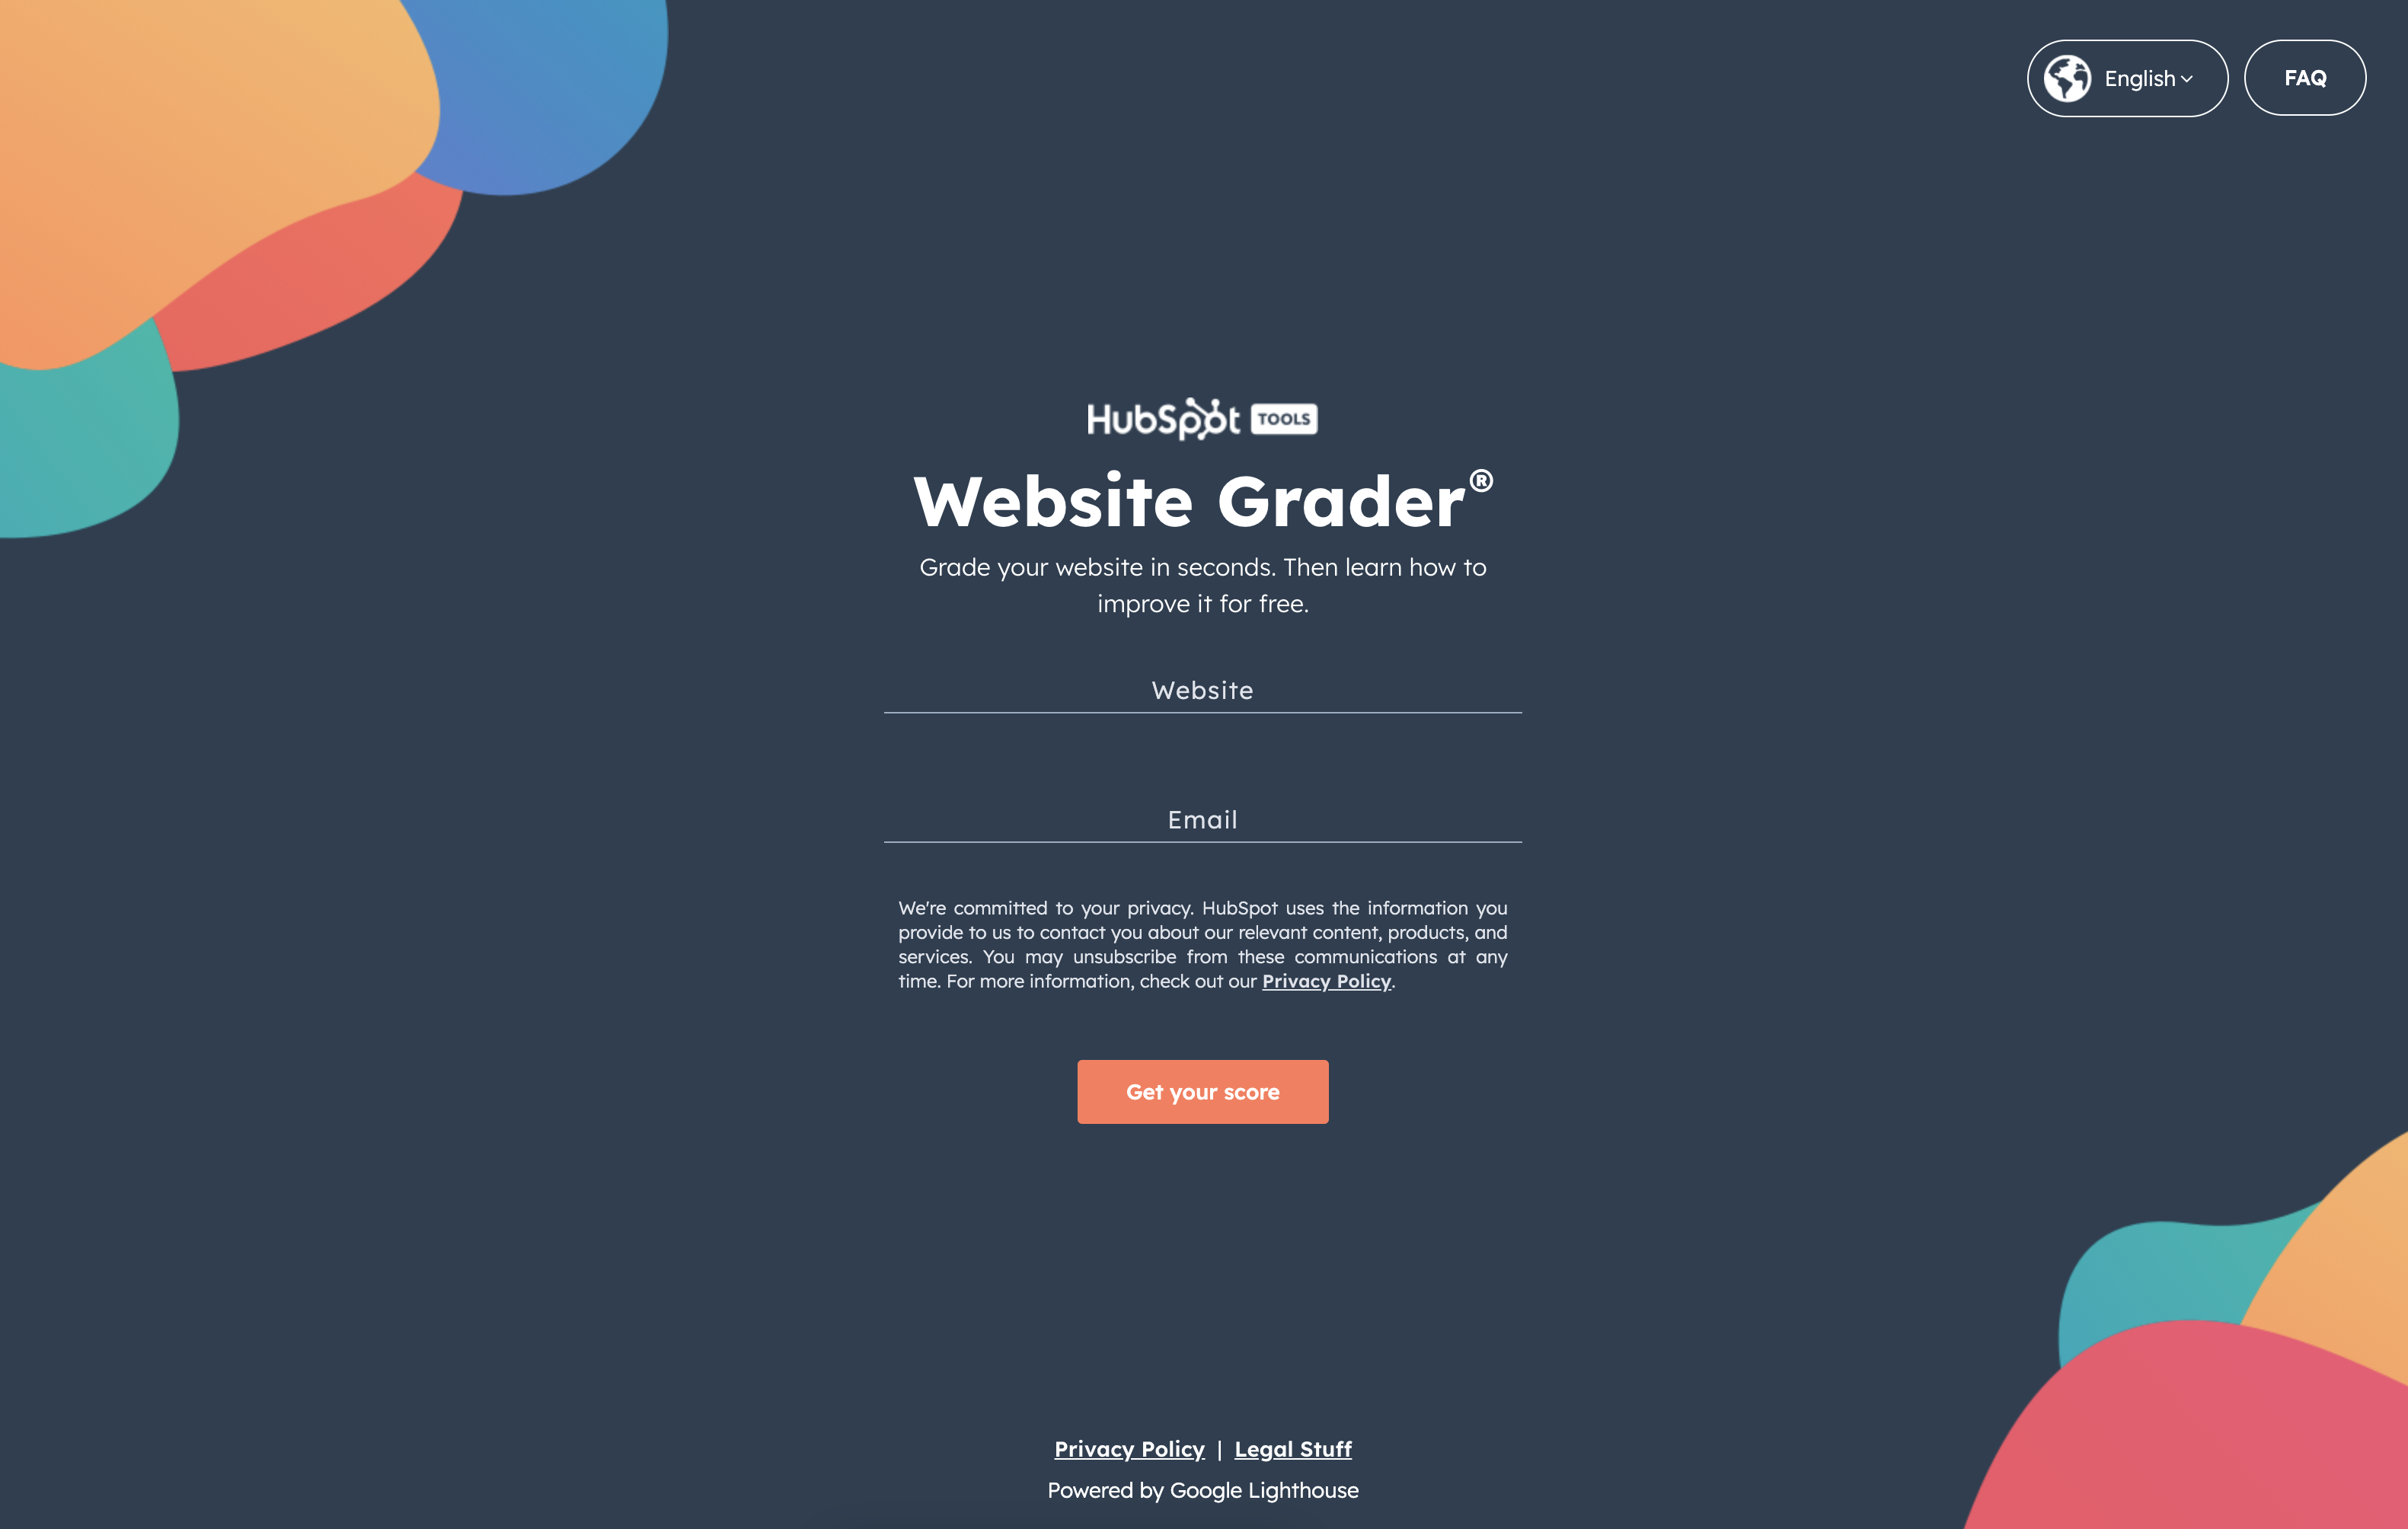 English
FAQ
HubSpot TOOLS
Website Grader®
Grade your website in seconds. Then learn how to
improve it for free.
Website
Email
We're committed to your privacy. HubSpot uses the information you
provide to us to contact you about our relevant content, products, and
services. You may unsubscribe from these communications at any
time. For more information, check out our Privacy Policy.
Get your score
Privacy Policy | Legal Stuff
Powered by Google Lighthouse